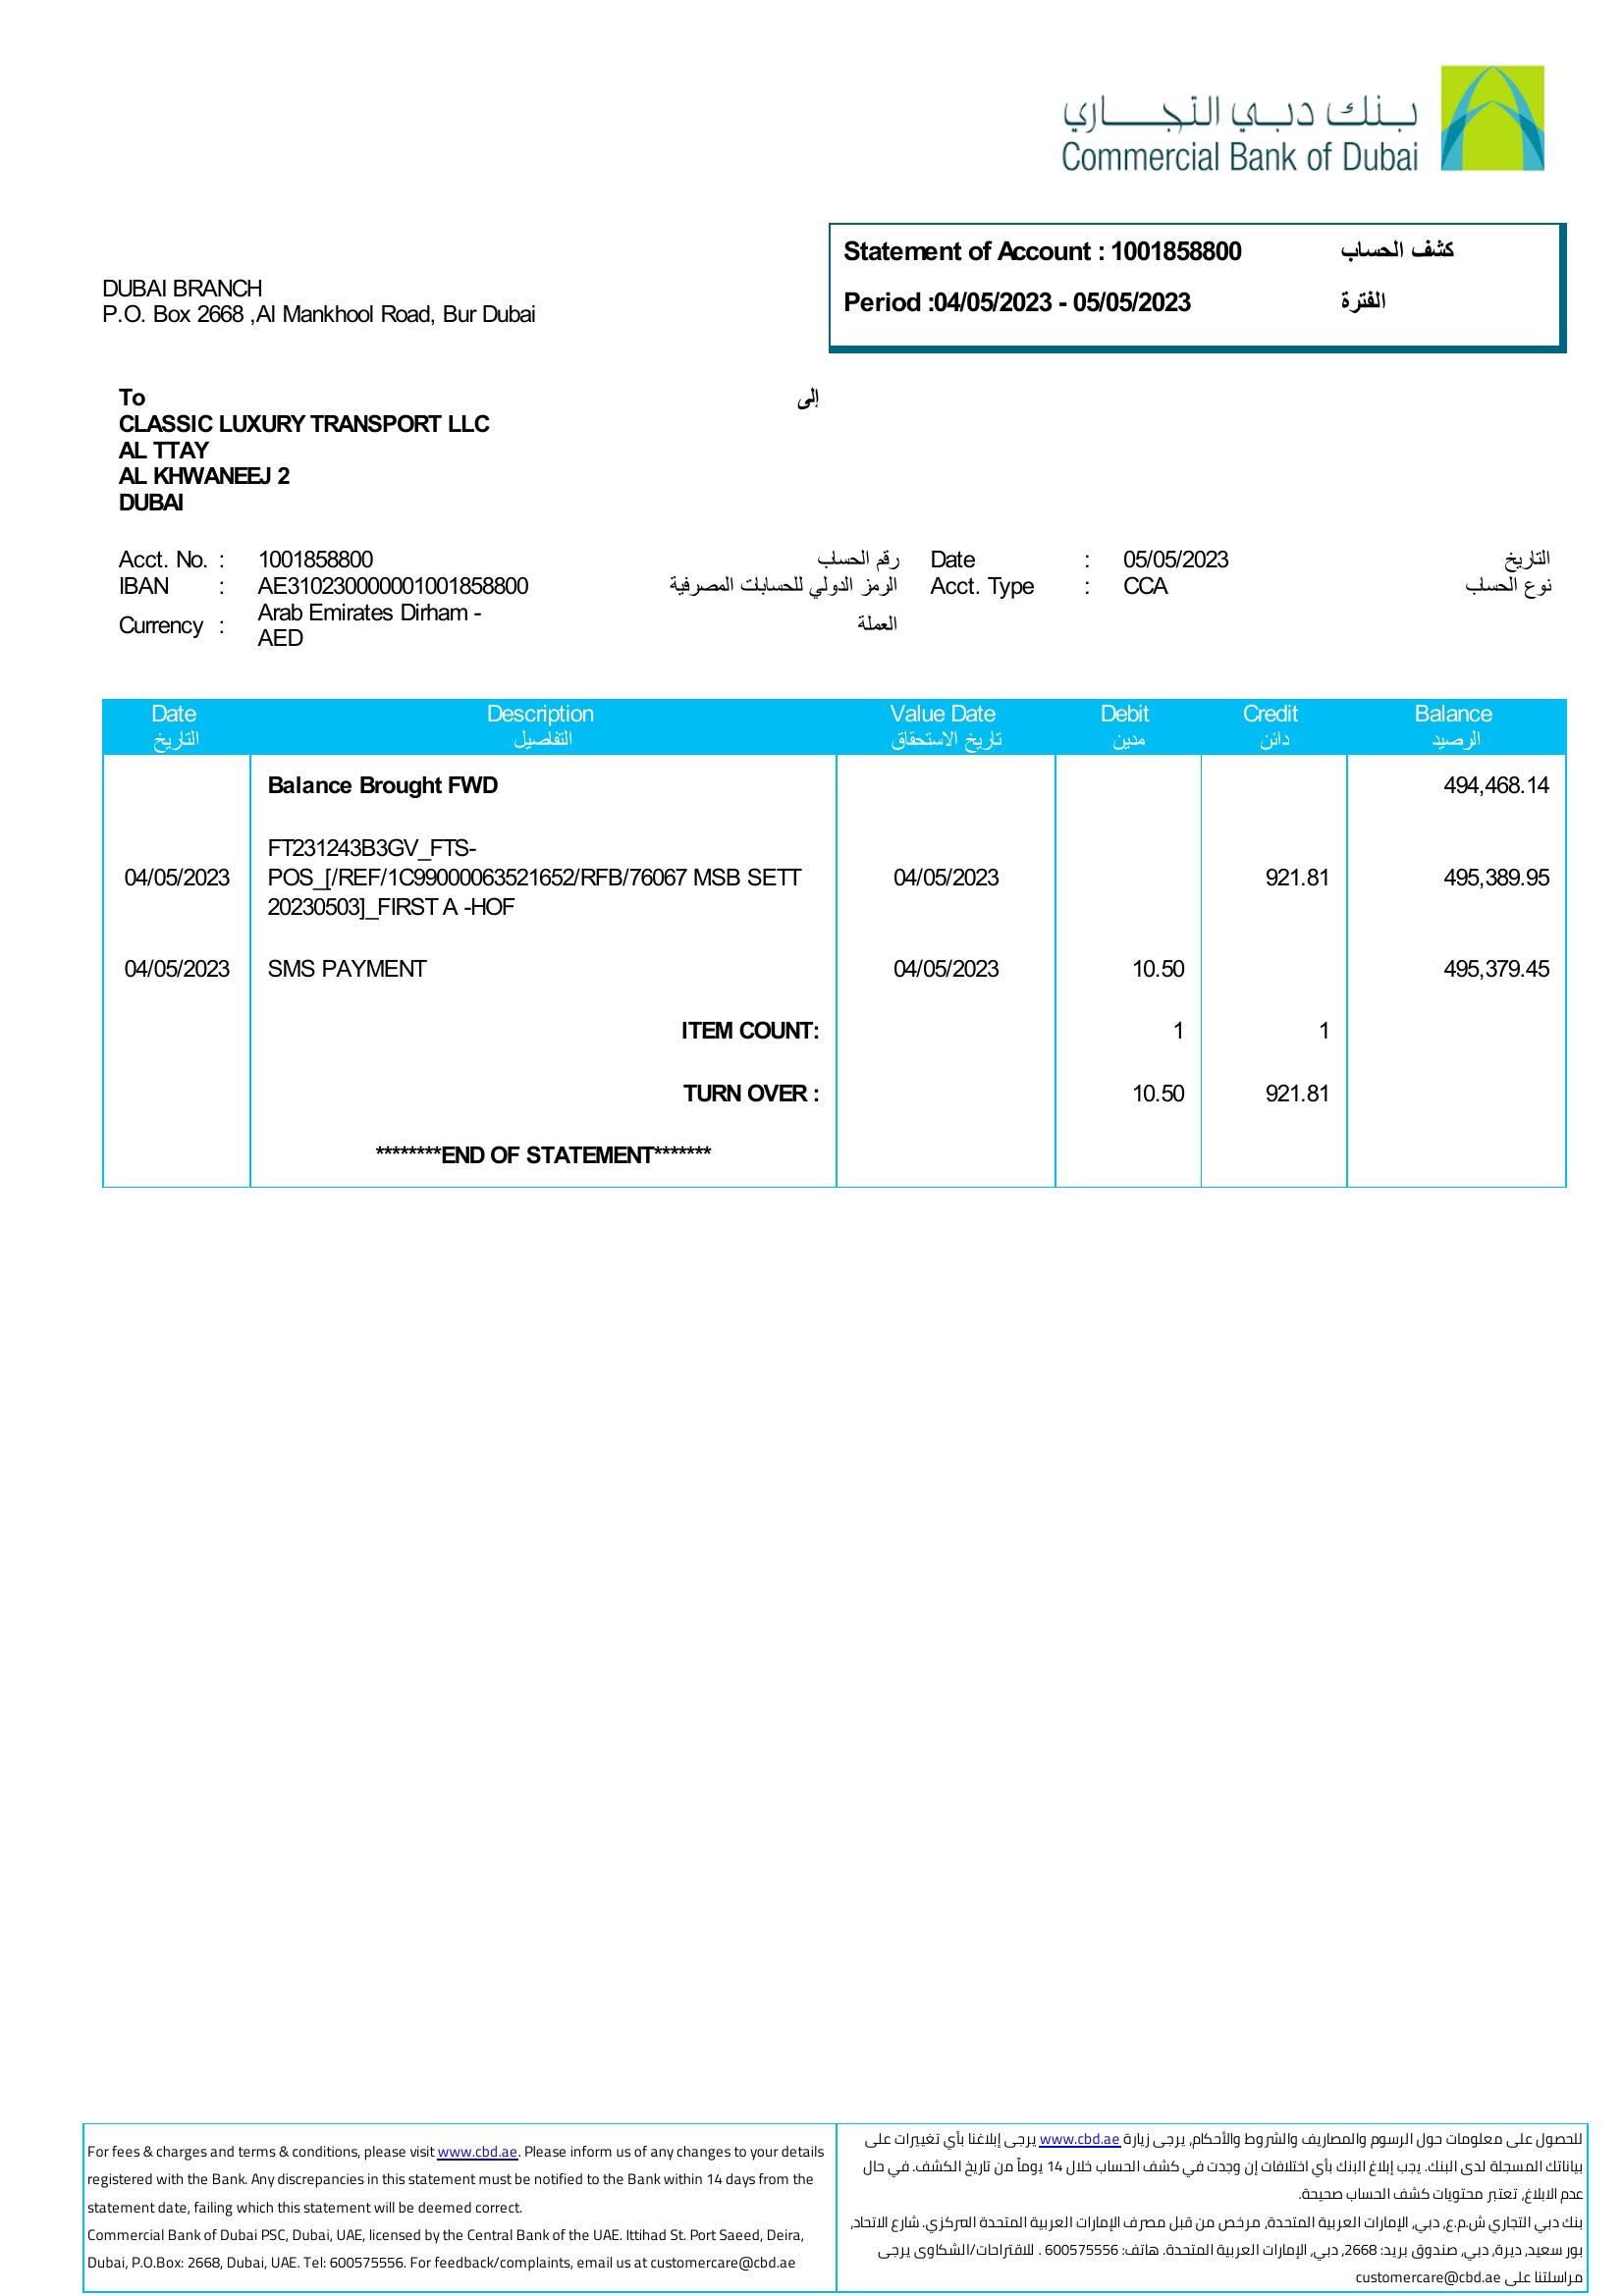 بنك دبي التجاري
Commercial Bank of Dubai
Statement of Account : 1001858800 كشف الحساب
Period :04/05/2023 - 05/05/2023 الفترة
DUBAI BRANCH
P.O. Box 2668 ,Al Mankhool Road, Bur Dubai
To إلى
CLASSIC LUXURY TRANSPORT LLC
AL TTAY
AL KHWANEEJ 2
DUBAI
Acct. No. : 1001858800 رقم الحساب Date : 05/05/2023 التاريخ
IBAN : AE310230000001001858800 الرمز الدولي للحسابات المصرفية Acct. Type : CCA نوع الحساب
Currency : Arab Emirates Dirham - AED العملة
Date Description Value Date Debit Credit Balance
التاريخ التفاصيل تاريخ الاستحقاق مدين دائن الرصيد
Balance Brought FWD 494,468.14
FT231243B3GV_FTS-
04/05/2023 POS_[/REF/1C99000063521652/RFB/76067 MSB SETT 04/05/2023 921.81 495,389.95
20230503]_FIRST A -HOF
04/05/2023 SMS PAYMENT 04/05/2023 10.50 495,379.45
ITEM COUNT: 1 1
TURN OVER : 10.50 921.81
********END OF STATEMENT*******
For fees & charges and terms & conditions, please visit www.cbd.ae. Please inform us of any changes to your details
registered with the Bank. Any discrepancies in this statement must be notified to the Bank within 14 days from the
statement date, failing which this statement will be deemed correct.
Commercial Bank of Dubai PSC, Dubai, UAE, licensed by the Central Bank of the UAE. Ittihad St. Port Saeed, Deira,
Dubai, P.O.Box: 2668, Dubai, UAE. Tel: 600575556. For feedback/complaints, email us at customercare@cbd.ae
للحصول على معلومات حول الرسوم والمصاريف والشروط والأحكام, يرجى زيارة www.cbd.ae يرجى إبلاغنا بأي تغييرات على
بياناتك المسجلة لدى البنك. يجب إبلاغ البنك بأي اختلافات إن وجدت في كشف الحساب خلال 14 يوماً من تاريخ الكشف. في حال
عدم الابلاغ, تعتبر محتويات كشف الحساب صحيحة.
بنك دبي التجاري ش.م.ع, دبي, الإمارات العربية المتحدة, مرخص من قبل مصرف الإمارات العربية المتحدة المركزي. شارع الاتحاد,
بور سعيد, ديرة, دبي, صندوق بريد: 2668, دبي, الإمارات العربية المتحدة. هاتف: 600575556 . للاقتراحات/الشكاوى يرجى
مراسلتنا على customercare@cbd.ae